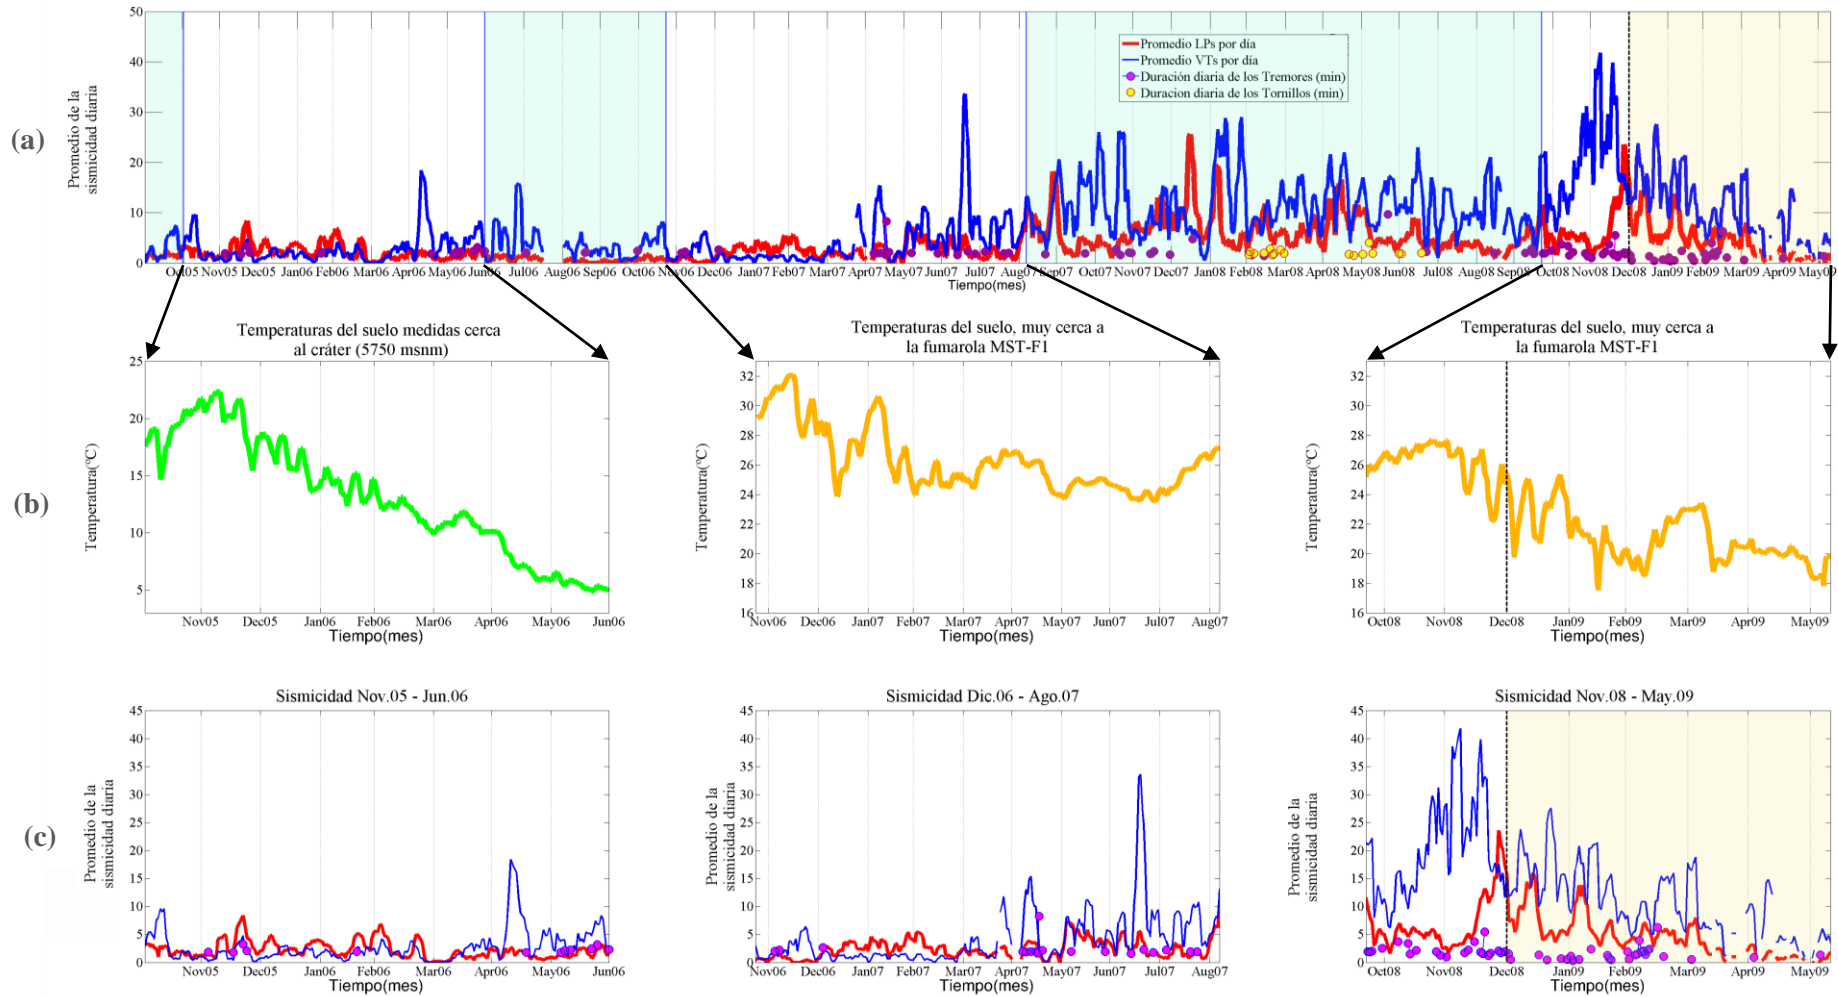 (a)
Promedio de la
sismicidad diaria
50
40
30
20
10
0
Promedio LPs por día
Promedio VTs por día
Duración diaria de los Tremores (min)
Duracion diaria de los Tornillos (min)
Oct05 Nov05 Dec05 Jan06 Feb06 Mar06 Apr06 May06 Jun06 Jul06 Aug06 Sep06 Oct06 Nov06 Dec06 Jan07 Feb07 Mar07 Apr07 May07 Jun07 Jul07 Aug07 Sep07 Oct07 Nov07 Dec07 Jan08 Feb08 Mar08 Apr08 May08 Jun08 Jul08 Aug08 Sep08 Oct08 Nov08 Dec08 Jan09 Feb09 Mar09 Apr09 May09
Tiempo(mes)
(b)
Temperaturas del suelo medidas cerca
al cráter (5750 msnm)
Temperatura(ºC)
25
20
15
10
5
Nov05 Dec05 Jan06 Feb06 Mar06 Apr06 May06 Jun06
Tiempo(mes)
Temperaturas del suelo, muy cerca a
la fumarola MST-F1
Temperatura(ºC)
32
30
28
26
24
22
20
18
16
Nov06 Dec06 Jan07 Feb07 Mar07 Apr07 May07 Jun07 Jul07 Aug07
Tiempo(mes)
Temperaturas del suelo, muy cerca a
la fumarola MST-F1
Temperatura(ºC)
32
30
28
26
24
22
20
18
16
Oct08 Nov08 Dec08 Jan09 Feb09 Mar09 Apr09 May09
Tiempo(mes)
(c)
Sismicidad Nov.05 - Jun.06
Promedio de la
sismicidad diaria
45
40
35
30
25
20
15
10
5
0
Nov05 Dec05 Jan06 Feb06 Mar06 Apr06 May06 Jun06
Tiempo(mes)
Sismicidad Dic.06 - Ago.07
Promedio de la
sismicidad diaria
45
40
35
30
25
20
15
10
5
0
Nov06 Dec06 Jan07 Feb07 Mar07 Apr07 May07 Jun07 Jul07 Aug07
Tiempo(mes)
Sismicidad Nov.08 - May.09
Promedio de la
sismicidad diaria
45
40
35
30
25
20
15
10
5
0
Oct08 Nov08 Dec08 Jan09 Feb09 Mar09 Apr09 May09
Tiempo(mes)